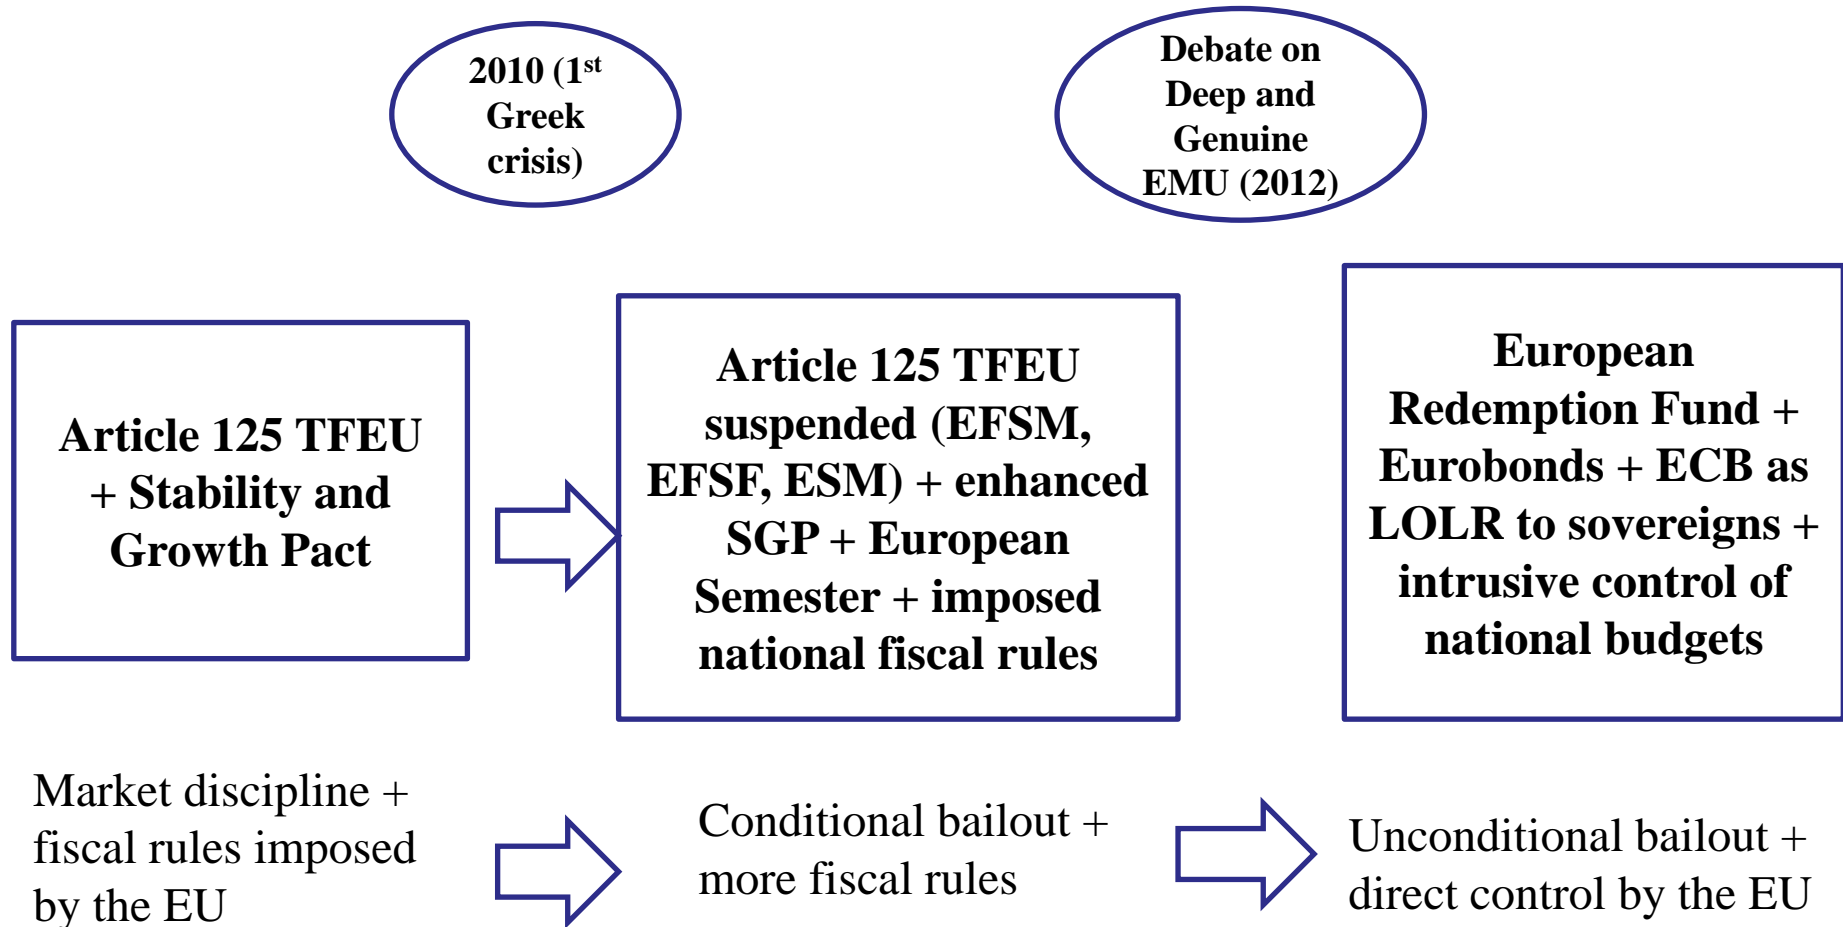 2010 (1st
Greek
crisis)
Debate on
Deep and
Genuine
EMU (2012)
Article 125 TFEU
+ Stability and
Growth Pact
Article 125 TFEU
suspended (EFSM,
EFSF, ESM) + enhanced
SGP + European
Semester + imposed
national fiscal rules
European
Redemption Fund +
Eurobonds + ECB as
LOLR to sovereigns +
intrusive control of
national budgets
Market discipline +
fiscal rules imposed
by the EU
Conditional bailout +
more fiscal rules
Unconditional bailout +
direct control by the EU